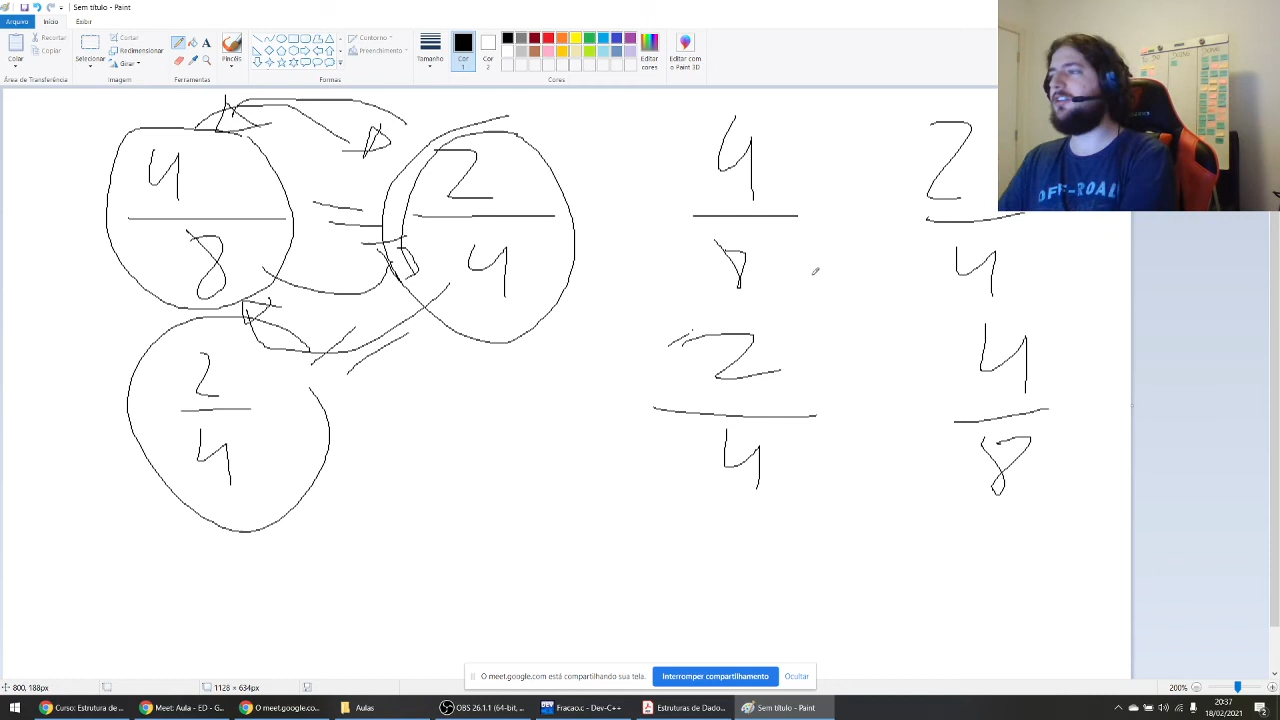 Sem título - Paint
Arquivo Início Exibir
Recortar
Copiar
Redimensionar
Girar
Contorno
Preenchimento
Colar Selecionar Pincéis Tamanho Cor 1 Cor 2 Editar cores Editar com o Paint 3D
Área de Transferência Imagem Ferramentas Formas Cores
OFF-ROAD
DOING DONE
4 = 2 4 2
8 4 8 4
2 2 4
4 4 8
O meet.google.com está compartilhando sua tela. Interromper compartilhamento Ocultar
800, 188px 1128 × 634px 200%
Curso: Estrutura de ... Meet: Aula – ED – G... O meet.google.co... Aulas OBS 26.1.1 (64-bit, ... Fracao.c - Dev-C++ Estruturas de Dado... Sem título - Paint
20:37
18/02/2021